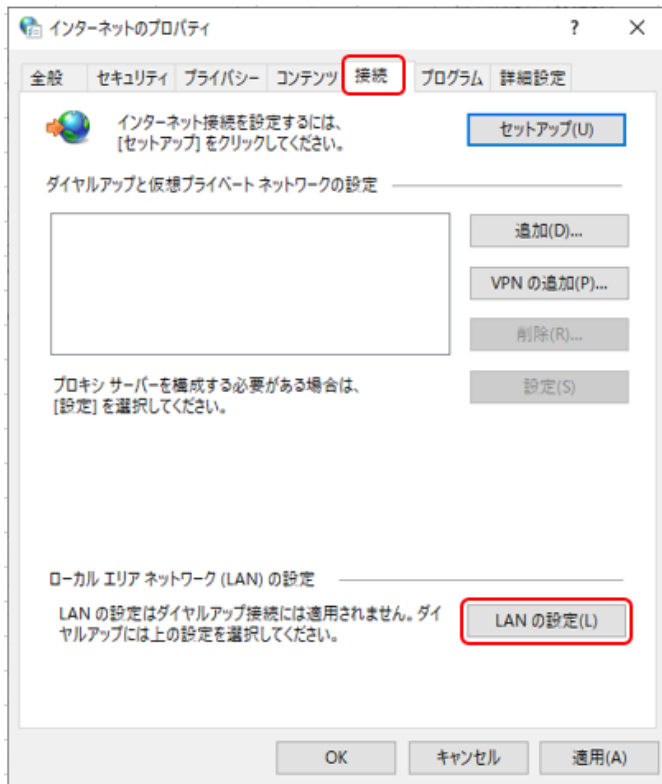 インターネットのプロパティ ? ×
全般 セキュリティ プライバシー コンテンツ 接続 プログラム 詳細設定
インターネット接続を設定するには、
[セットアップ] をクリックしてください。
セットアップ(U)
ダイヤルアップと仮想プライベート ネットワークの設定
追加(D)...
VPN の追加(P)...
削除(R)...
プロキシ サーバーを構成する必要がある場合は、
[設定] を選択してください。
設定(S)
ローカル エリア ネットワーク (LAN) の設定
LAN の設定はダイヤルアップ接続には適用されません。ダイ
ヤルアップには上の設定を選択してください。
LAN の設定(L)
OK キャンセル 適用(A)